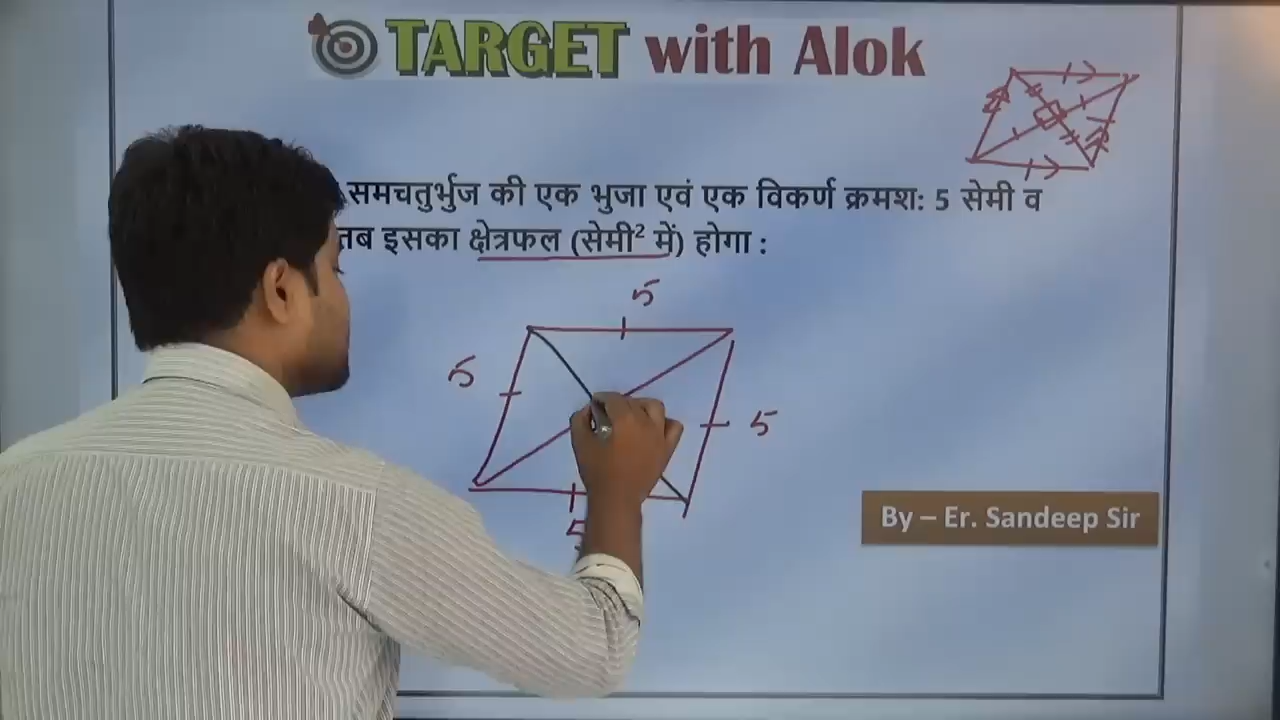 TARGET with Alok
समचतुर्भुज की एक भुजा एवं एक विकर्ण क्रमश: 5 सेमी व
तब इसका क्षेत्रफल (सेमी² में) होगा :
5
5
5
5
By – Er. Sandeep Sir